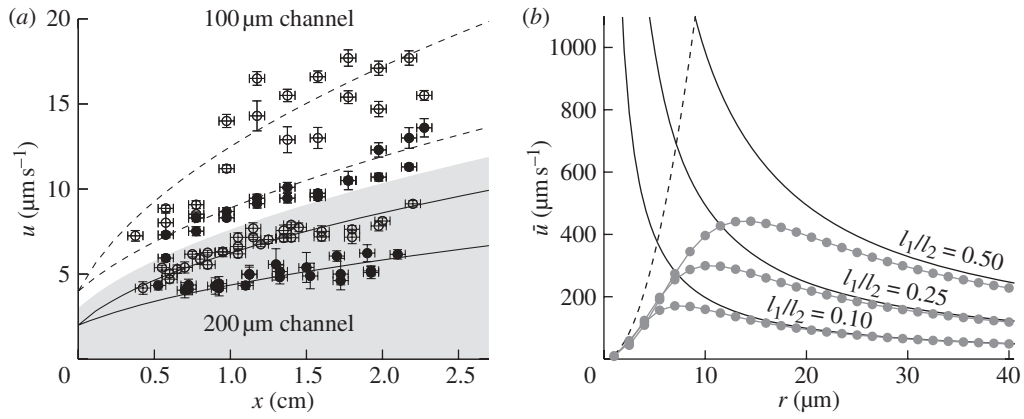 (a)
100 μm channel
20
15
10
5
u (μm s⁻¹)
200 μm channel
0
0.5
1.0
1.5
2.0
2.5
x (cm)
(b)
1000
800
600
400
200
ū (μm s⁻¹)
l₁/l₂ = 0.50
l₁/l₂ = 0.25
l₁/l₂ = 0.10
0
10
20
30
40
r (μm)